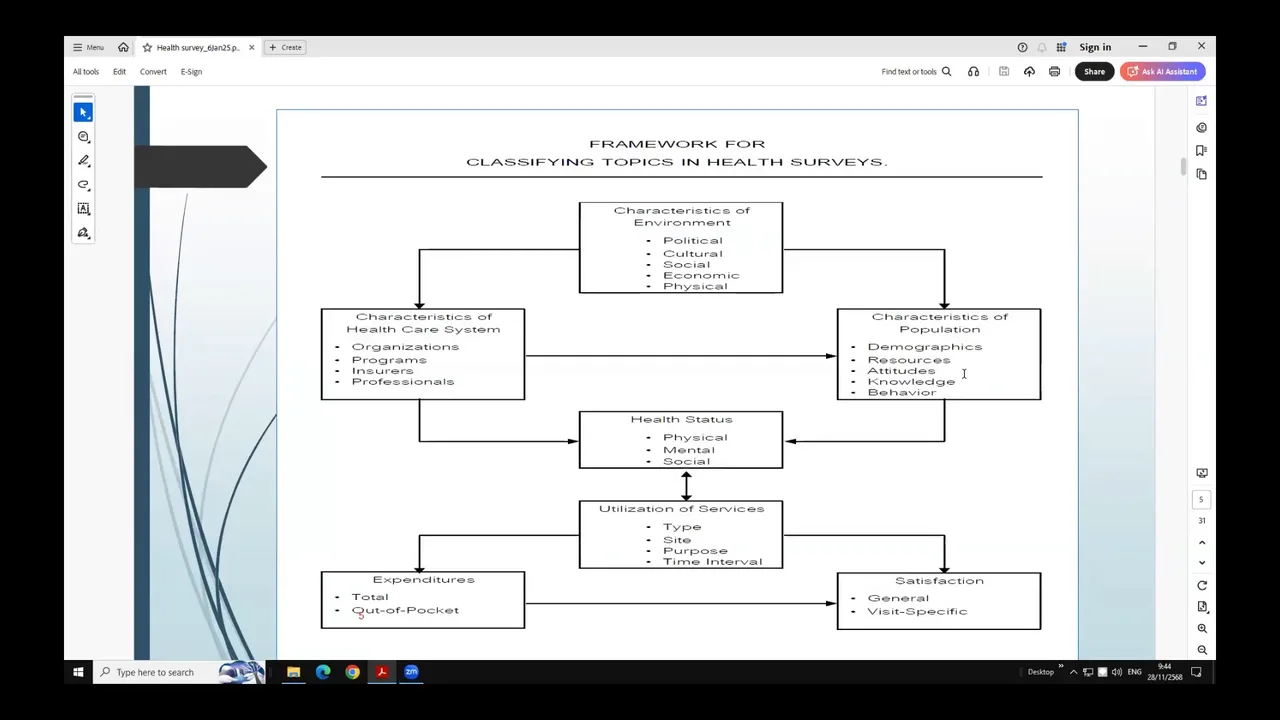 Menu
Health survey_6Jan25.p..
Create
Sign in
All tools
Edit
Convert
E-Sign
Find text or tools
Share
Ask AI Assistant
FRAMEWORK FOR
CLASSIFYING TOPICS IN HEALTH SURVEYS.
Characteristics of
Environment
• Political
• Cultural
• Social
• Economic
• Physical
Characteristics of
Health Care System
• Organizations
• Programs
• Insurers
• Professionals
Characteristics of
Population
• Demographics
• Resources
• Attitudes
• Knowledge
• Behavior
Health Status
• Physical
• Mental
• Social
Utilization of Services
• Type
• Site
• Purpose
• Time Interval
Expenditures
• Total
• Out-of-Pocket
5
Satisfaction
• General
• Visit-Specific
5
31
Type here to search
zm
Desktop
ENG
9:44
28/11/2568